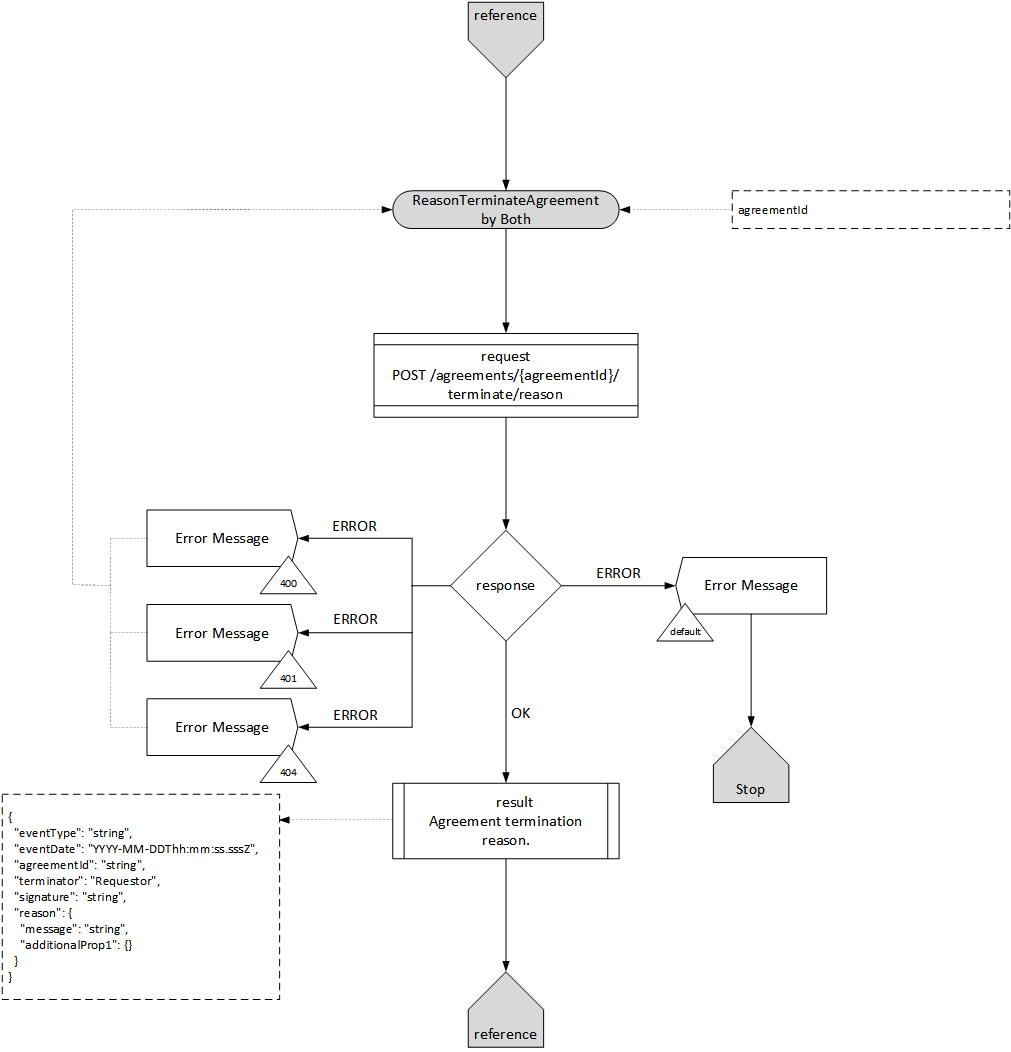 reference
ReasonTerminateAgreement
by Both
agreementId
request
POST /agreements/{agreementId}/
terminate/reason
ERROR
Error Message
400
response
ERROR
Error Message
default
ERROR
Error Message
401
ERROR
Error Message
404
OK
Stop
result
Agreement termination
reason.
{
"eventType": "string",
"eventDate": "YYYY-MM-DDThh:mm:ss.sssZ",
"agreementId": "string",
"terminator": "Requestor",
"signature": "string",
"reason": {
"message": "string",
"additionalProp1": {}
}
}
reference